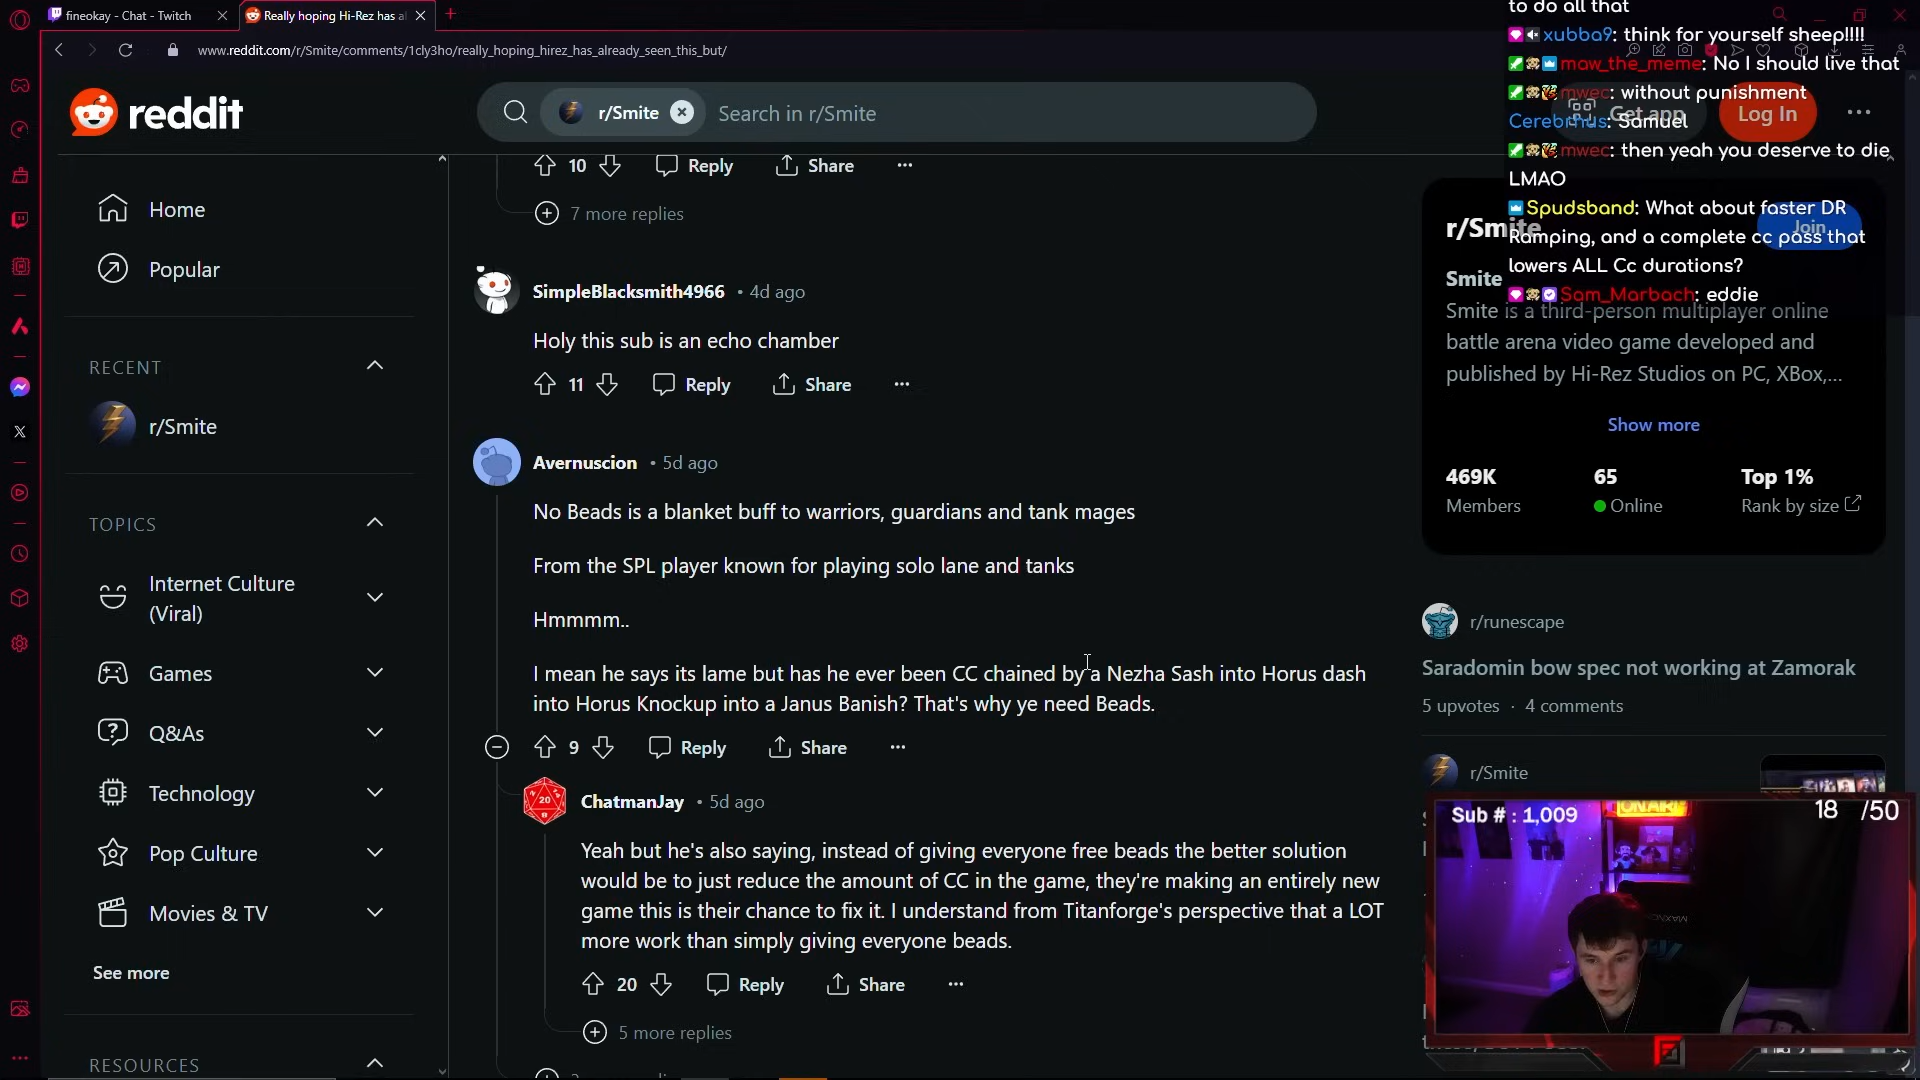 fineokay - Chat - Twitch
Really hoping Hi-Rez has a
www.reddit.com/r/Smite/comments/1cly3ho/really_hoping_hirez_has_already_seen_this_but/
reddit
r/Smite
Search in r/Smite
Get app
Log In
to do all that
xubba9: think for yourself sheep!!!!
maw_the_meme: No I should live that
mwec: without punishment
Cerebrhus: Samuel
mwec: then yeah you deserve to die
LMAO
Spudsband: What about faster DR
Ramping, and a complete cc pass that
lowers ALL Cc durations?
Sam_Marbach: eddie
Home
Popular
RECENT
r/Smite
TOPICS
Internet Culture
(Viral)
Games
Q&As
Technology
Pop Culture
Movies & TV
See more
RESOURCES
10
Reply
Share
7 more replies
SimpleBlacksmith4966 • 4d ago
Holy this sub is an echo chamber
11
Reply
Share
Avernuscion • 5d ago
No Beads is a blanket buff to warriors, guardians and tank mages
From the SPL player known for playing solo lane and tanks
Hmmmm..
I mean he says its lame but has he ever been CC chained by a Nezha Sash into Horus dash
into Horus Knockup into a Janus Banish? That's why ye need Beads.
9
Reply
Share
ChatmanJay • 5d ago
Yeah but he's also saying, instead of giving everyone free beads the better solution
would be to just reduce the amount of CC in the game, they're making an entirely new
game this is their chance to fix it. I understand from Titanforge's perspective that a LOT
more work than simply giving everyone beads.
20
Reply
Share
5 more replies
r/Smite
Join
Smite
Smite is a third-person multiplayer online
battle arena video game developed and
published by Hi-Rez Studios on PC, XBox,...
Show more
469K
65
Top 1%
Members
Online
Rank by size
r/runescape
Saradomin bow spec not working at Zamorak
5 upvotes · 4 comments
r/Smite
Sub # : 1,009
18 /50
ON AIR